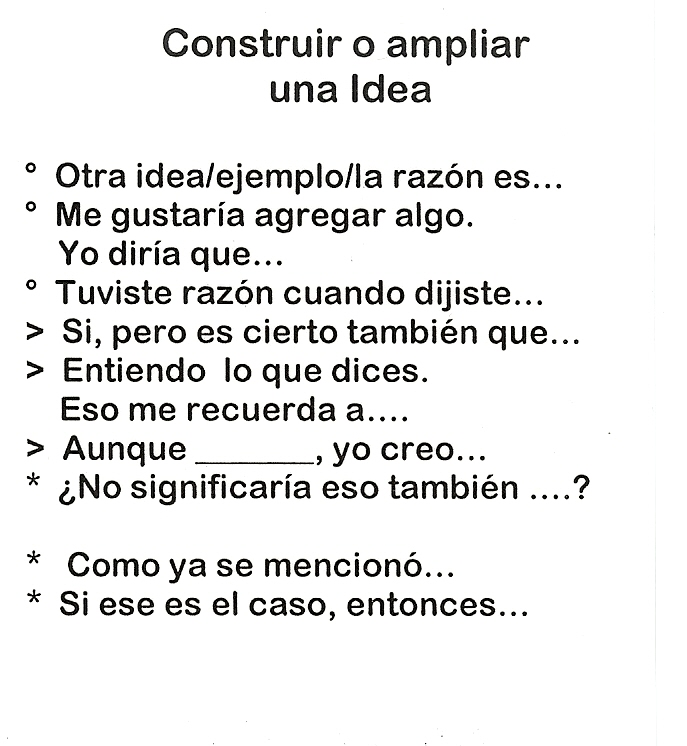 Construir o ampliar
una Idea
° Otra idea/ejemplo/la razón es...
° Me gustaría agregar algo.
Yo diría que...
° Tuviste razón cuando dijiste...
> Si, pero es cierto también que...
> Entiendo lo que dices.
Eso me recuerda a....
> Aunque _______, yo creo...
* ¿No significaría eso también ....?
* Como ya se mencionó...
* Si ese es el caso, entonces...